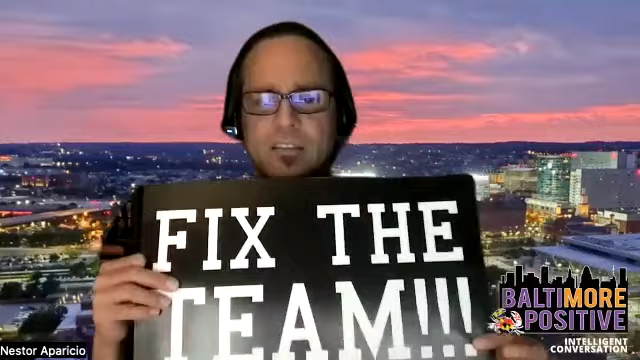 FIX THE
TEAM!!!
BALTIMORE
POSITIVE
INTELLIGENT
CONVERSATION
Nestor Aparicio